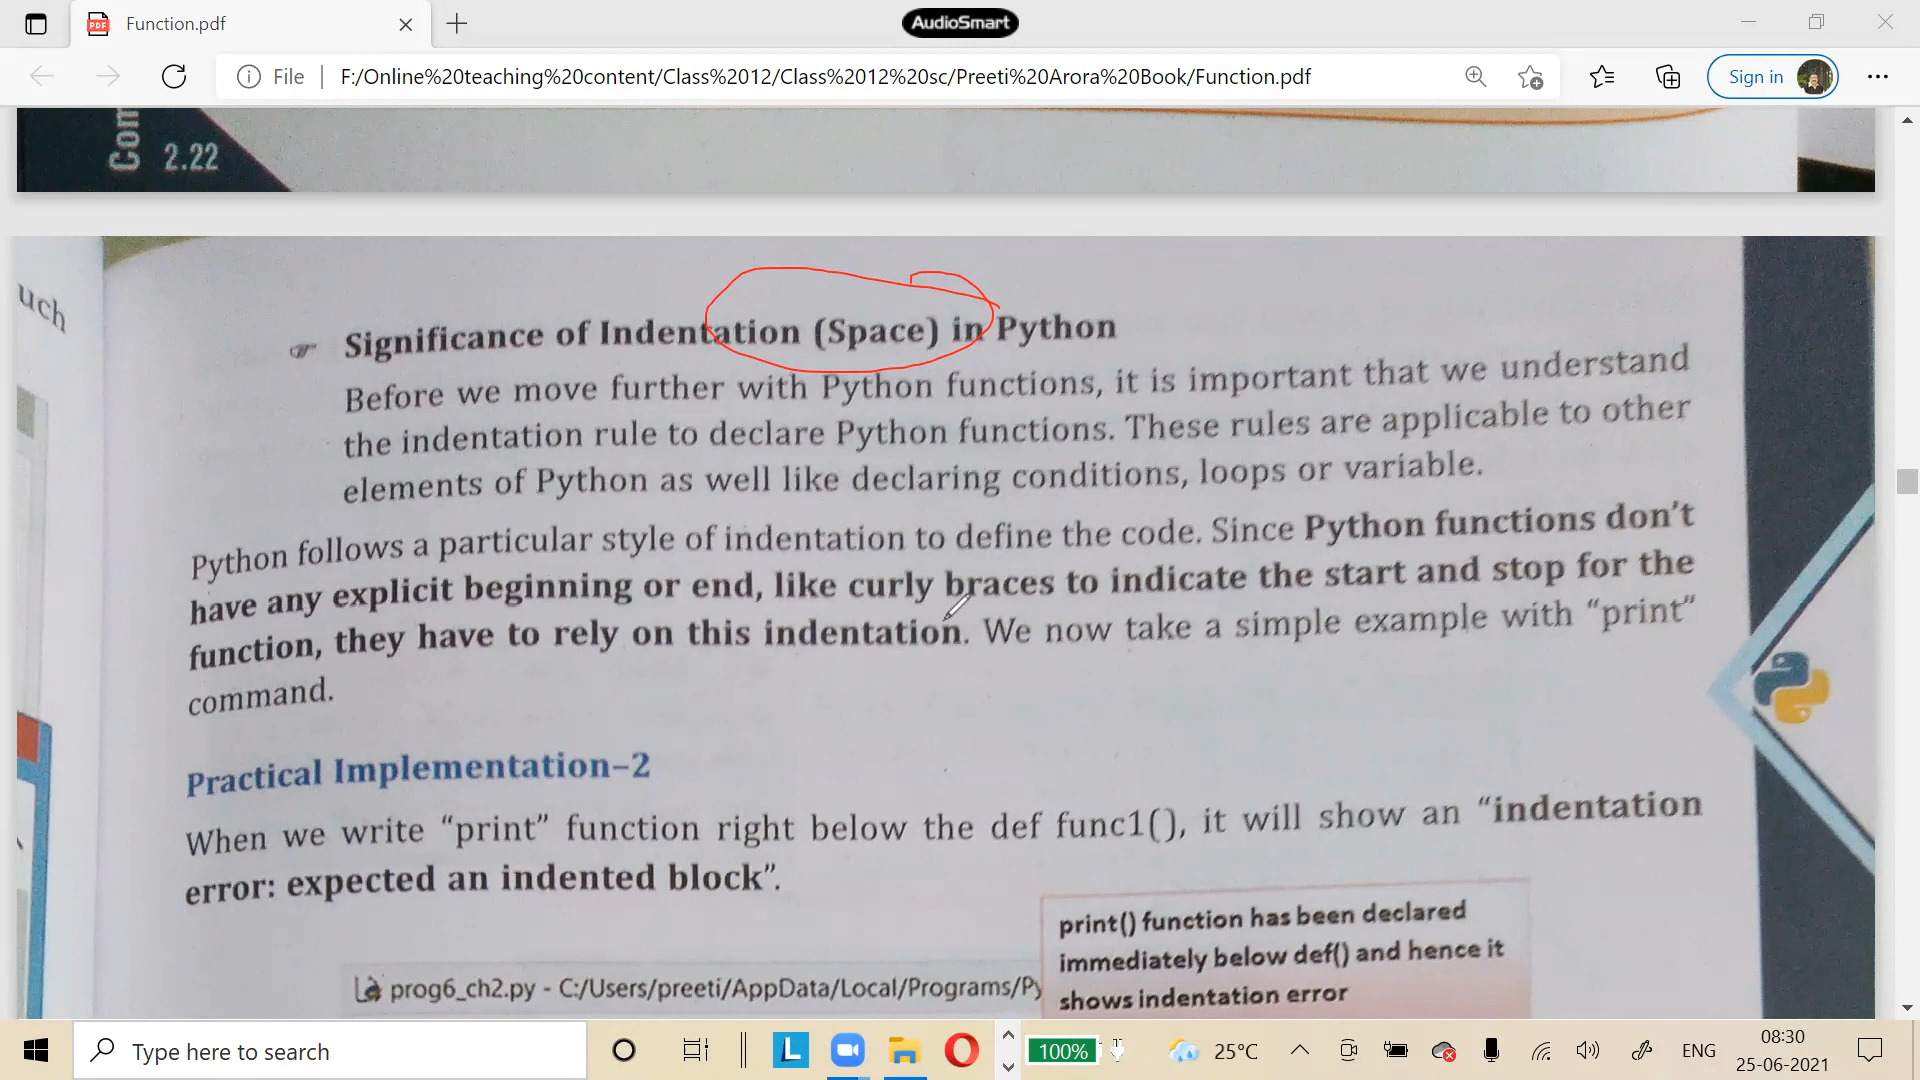 Function.pdf
AudioSmart
File
F:/Online%20teaching%20content/Class%2012/Class%2012%20sc/Preeti%20Arora%20Book/Function.pdf
Sign in
Com
2.22
uch
Significance of Indentation (Space) in Python
Before we move further with Python functions, it is important that we understand
the indentation rule to declare Python functions. These rules are applicable to other
elements of Python as well like declaring conditions, loops or variable.
Python follows a particular style of indentation to define the code. Since Python functions don't
have any explicit beginning or end, like curly braces to indicate the start and stop for the
function, they have to rely on this indentation. We now take a simple example with “print”
command.
Practical Implementation–2
When we write “print” function right below the def func1(), it will show an “indentation
error: expected an indented block”.
print() function has been declared
immediately below def() and hence it
shows indentation error
prog6_ch2.py - C:/Users/preeti/AppData/Local/Programs/Py
Type here to search
100%
25°C
ENG
08:30
25-06-2021